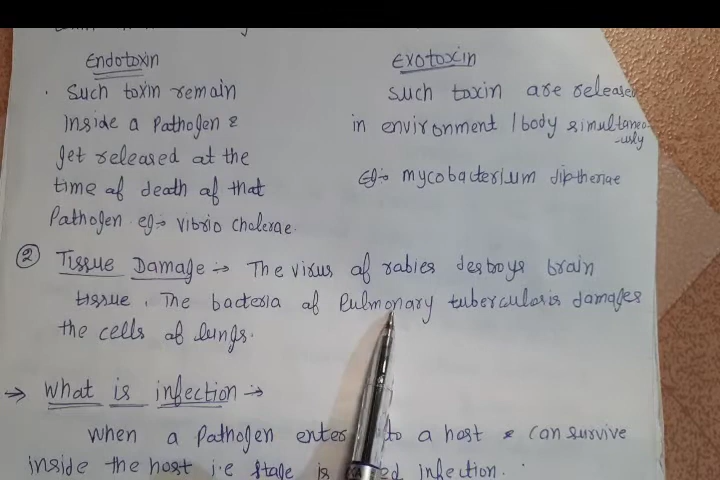 Endotoxin
Such toxin remain
Inside a Pathogen &
get released at the
time of death of that
Pathogen eg:→ vibrio cholerae.
Exotoxin
Such toxin are released
in environment / body simultaneo-
-usly
Eg:→ mycobacterium diptheriae
② Tissue Damage :→ The virus of rabies destroys brain
tissue. The bacteria of Pulmonary tuberculosis damages
the cells of lungs.
→ What is infection :→
When a Pathogen enter to a host & can survive
inside the host i.e stage is infection.